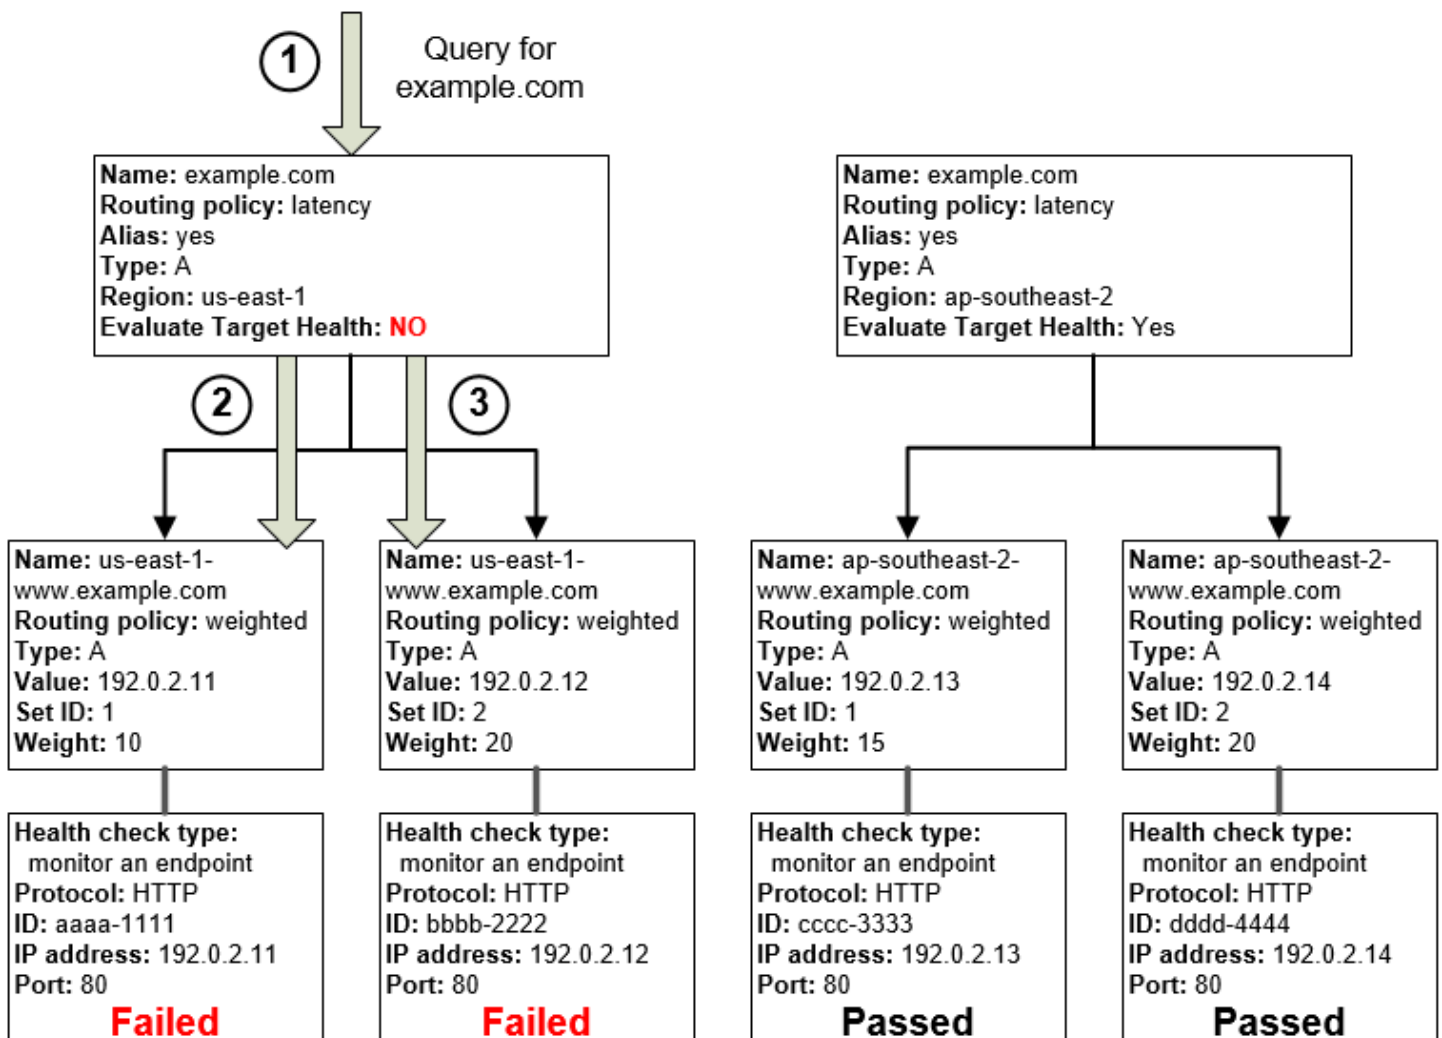 1
Query for
example.com
Name: example.com
Routing policy: latency
Alias: yes
Type: A
Region: us-east-1
Evaluate Target Health: NO
Name: example.com
Routing policy: latency
Alias: yes
Type: A
Region: ap-southeast-2
Evaluate Target Health: Yes
2
3
Name: us-east-1-
www.example.com
Routing policy: weighted
Type: A
Value: 192.0.2.11
Set ID: 1
Weight: 10
Name: us-east-1-
www.example.com
Routing policy: weighted
Type: A
Value: 192.0.2.12
Set ID: 2
Weight: 20
Name: ap-southeast-2-
www.example.com
Routing policy: weighted
Type: A
Value: 192.0.2.13
Set ID: 1
Weight: 15
Name: ap-southeast-2-
www.example.com
Routing policy: weighted
Type: A
Value: 192.0.2.14
Set ID: 2
Weight: 20
Health check type:
monitor an endpoint
Protocol: HTTP
ID: aaaa-1111
IP address: 192.0.2.11
Port: 80
Failed
Health check type:
monitor an endpoint
Protocol: HTTP
ID: bbbb-2222
IP address: 192.0.2.12
Port: 80
Failed
Health check type:
monitor an endpoint
Protocol: HTTP
ID: cccc-3333
IP address: 192.0.2.13
Port: 80
Passed
Health check type:
monitor an endpoint
Protocol: HTTP
ID: dddd-4444
IP address: 192.0.2.14
Port: 80
Passed